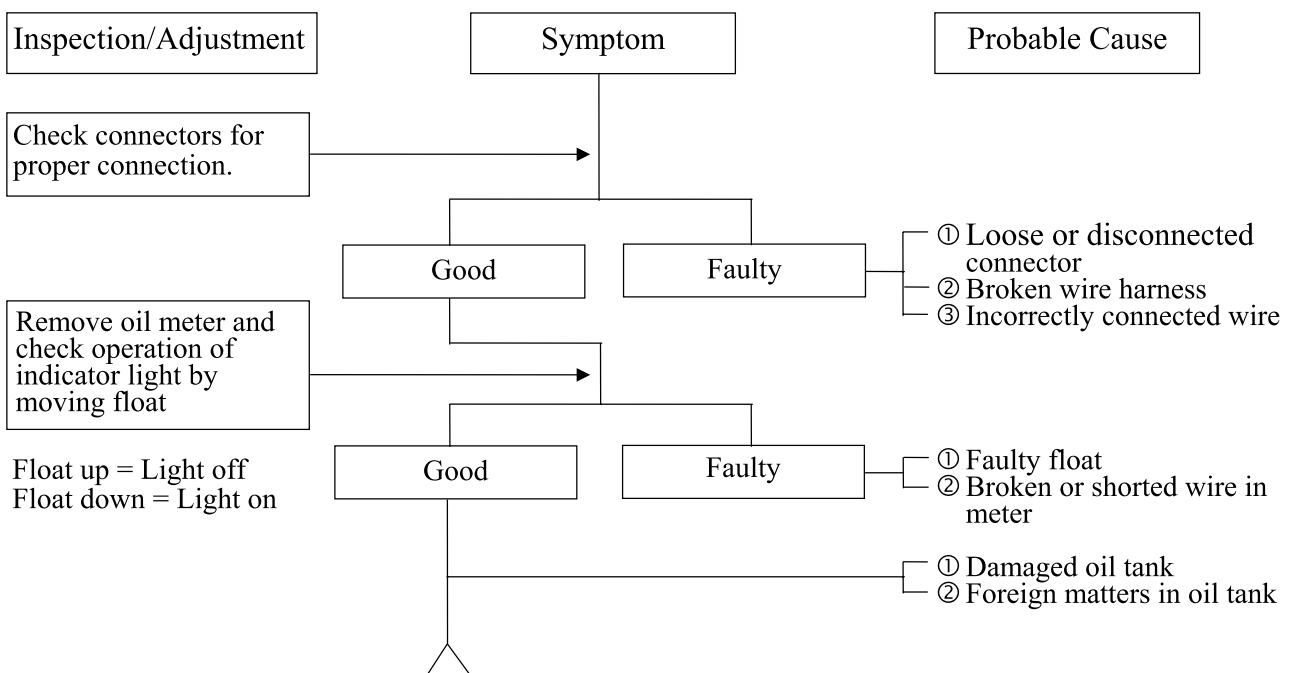 Inspection/Adjustment
Symptom
Probable Cause
Check connectors for
proper connection.
Good
Faulty
① Loose or disconnected
connector
② Broken wire harness
③ Incorrectly connected wire
Remove oil meter and
check operation of
indicator light by
moving float
Float up = Light off
Float down = Light on
Good
Faulty
① Faulty float
② Broken or shorted wire in
meter
① Damaged oil tank
② Foreign matters in oil tank